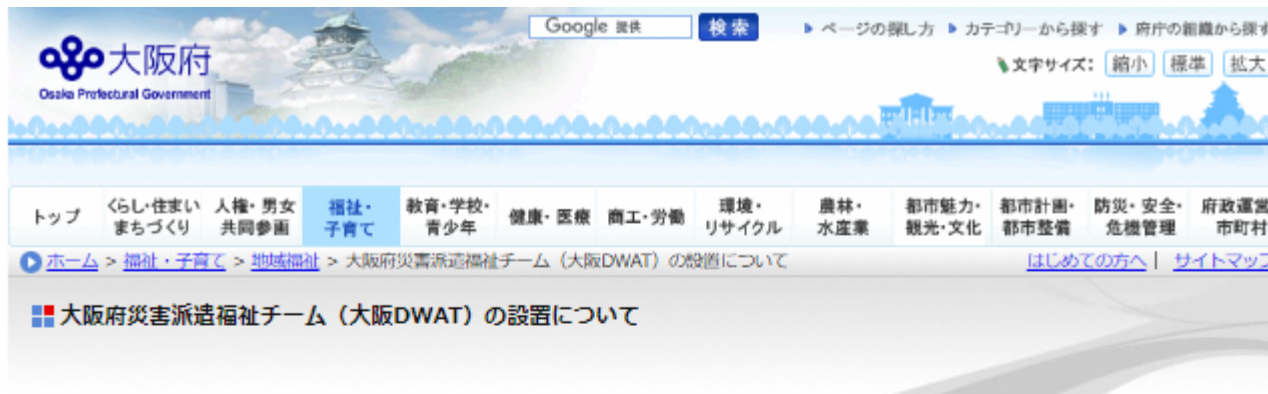 Google 提供 検索 ページの探し方 カテゴリーから探す 府庁の組織から探す
大阪府
Osaka Prefectural Government
文字サイズ: 縮小 標準 拡大
トップ くらし・住まい まちづくり 人権・男女 共同参画 福祉・ 子育て 教育・学校・ 青少年 健康・医療 商工・労働 環境・ リサイクル 農林・ 水産業 都市魅力・ 観光・文化 都市計画・ 都市整備 防災・安全・ 危機管理 府政運営 市町村
ホーム > 福祉・子育て > 地域福祉 > 大阪府災害派遣福祉チーム（大阪DWAT）の設置について はじめての方へ | サイトマップ
大阪府災害派遣福祉チーム（大阪DWAT）の設置について